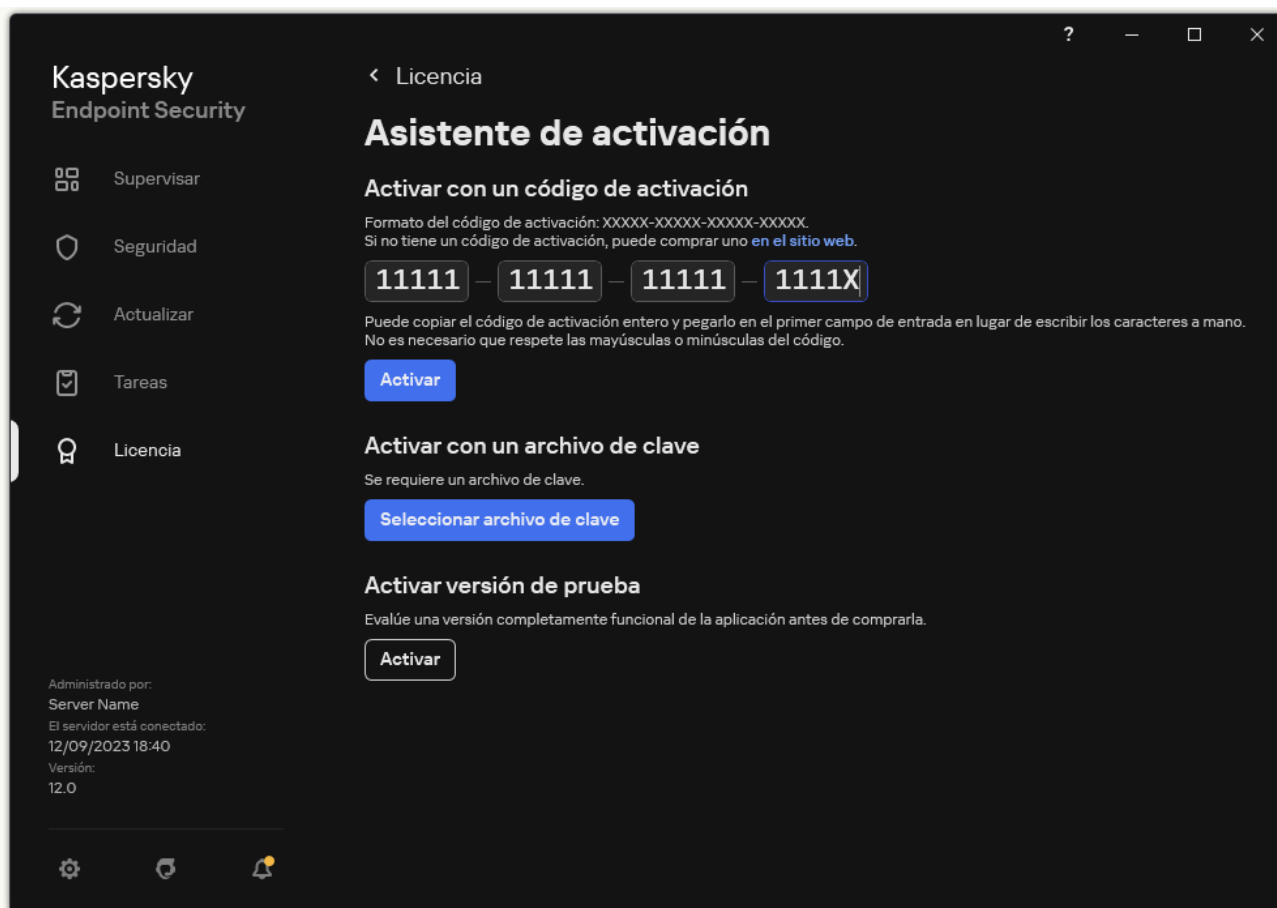 ?
Kaspersky
Endpoint Security
Supervisar
Seguridad
Actualizar
Tareas
Licencia
Administrado por:
Server Name
El servidor está conectado:
12/09/2023 18:40
Versión:
12.0
Licencia
Asistente de activación
Activar con un código de activación
Formato del código de activación: XXXXX-XXXXX-XXXXX-XXXXX.
Si no tiene un código de activación, puede comprar uno en el sitio web.
11111 – 11111 – 11111 – 1111X
Puede copiar el código de activación entero y pegarlo en el primer campo de entrada en lugar de escribir los caracteres a mano.
No es necesario que respete las mayúsculas o minúsculas del código.
Activar
Activar con un archivo de clave
Se requiere un archivo de clave.
Seleccionar archivo de clave
Activar versión de prueba
Evalúe una versión completamente funcional de la aplicación antes de comprarla.
Activar